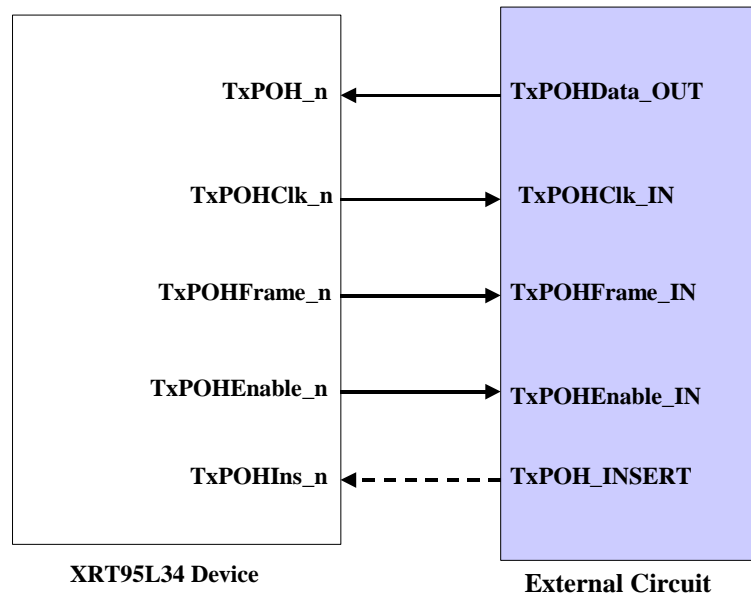 TxPOH_n
TxPOHData_OUT
TxPOHClk_n
TxPOHClk_IN
TxPOHFrame_n
TxPOHFrame_IN
TxPOHEnable_n
TxPOHEnable_IN
TxPOHIns_n
TxPOH_INSERT
XRT95L34 Device
External Circuit